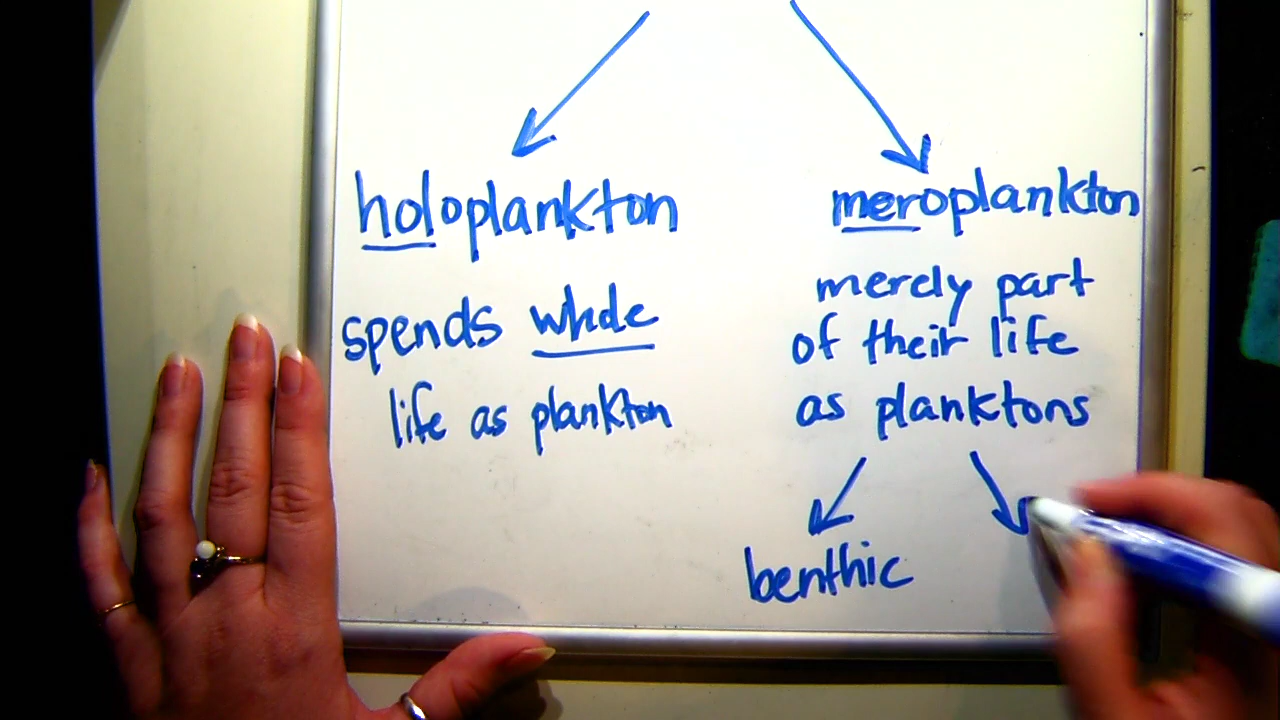 holoplankton
spends whole
life as plankton
meroplankton
merely part
of their life
as planktons
benthic